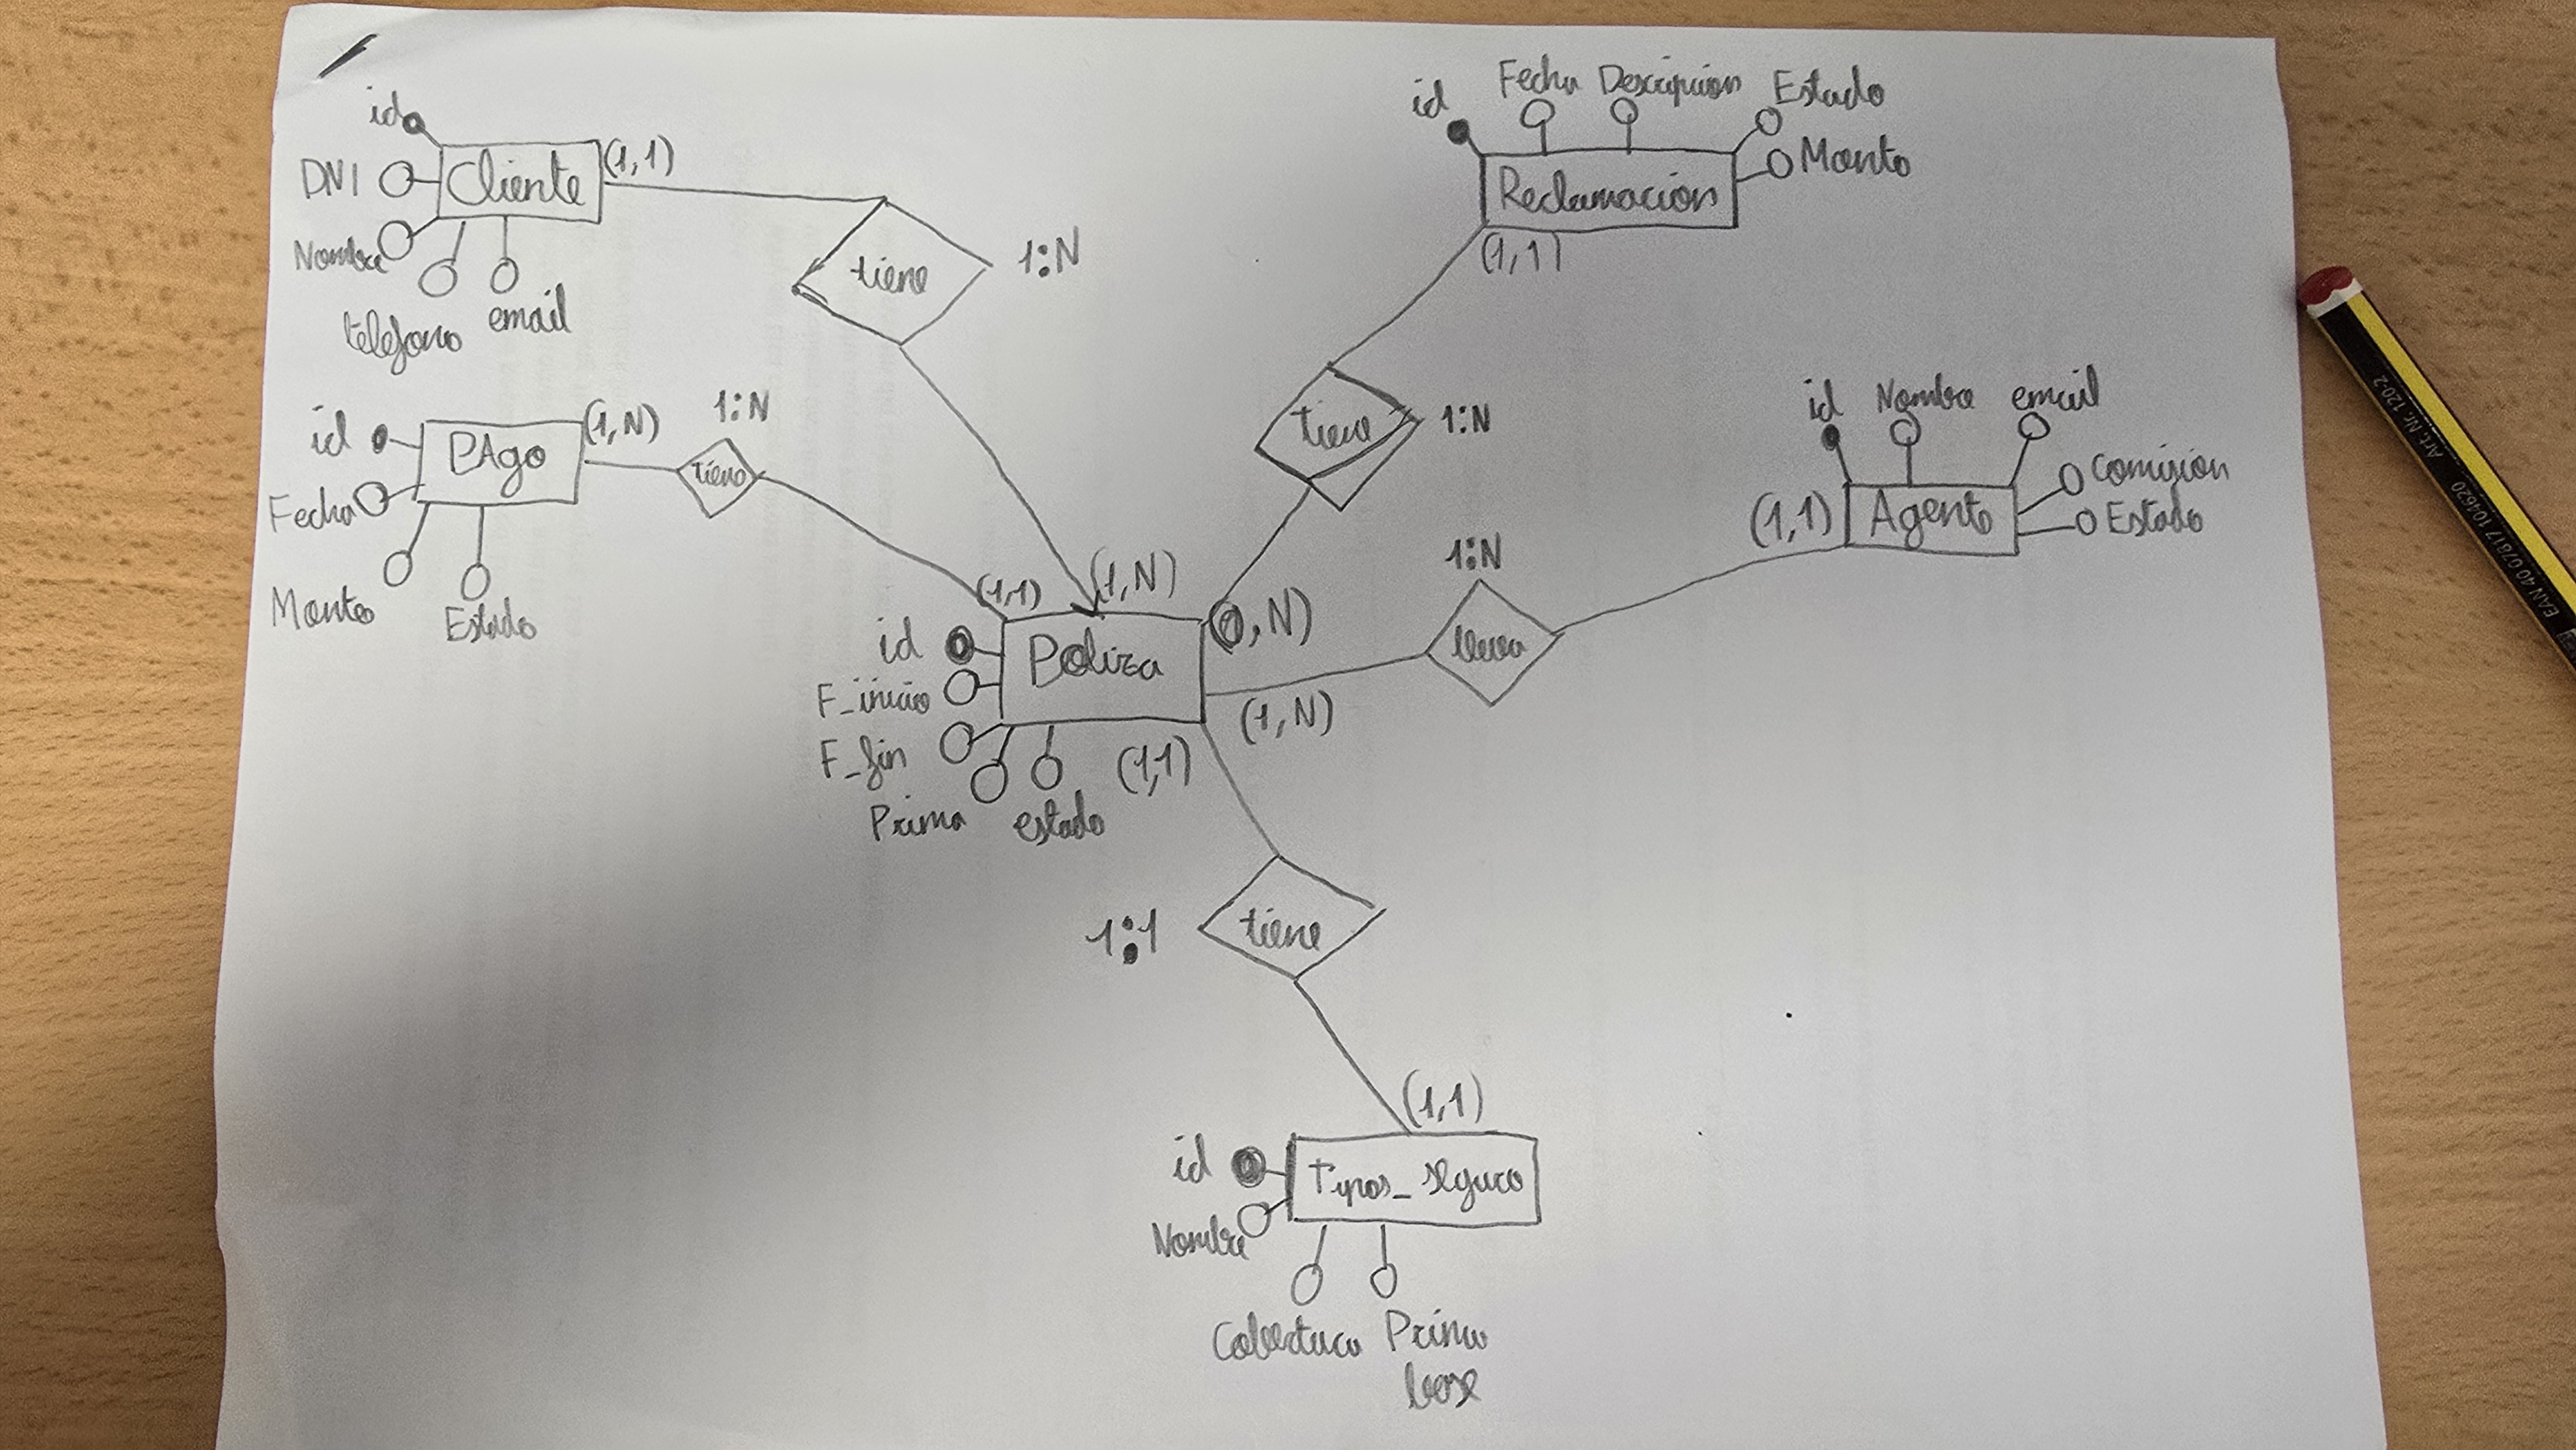 id
DNI
Nombre
telefono
email
Cliente
(1,1)
tiene
1:N
id
Fecha
Monto
Estado
PAgo
(1,N)
tiene
1:N
(1,1)
(1,N)
id
F_inicio
F_fin
Prima
estado
Poliza
(1,1)
(0,N)
(1,N)
tiene
1:N
(1,1)
id
Fecha
Descripcion
Estado
Monto
Reclamacion
1:N
(1,1)
id
Nombre
email
Comision
Estado
Agente
1:1
tiene
(1,1)
id
Nombre
Cobertura
Prima
base
Tipos_Seguro
EAN 40 07817 104620
Art. Nr. 120-2